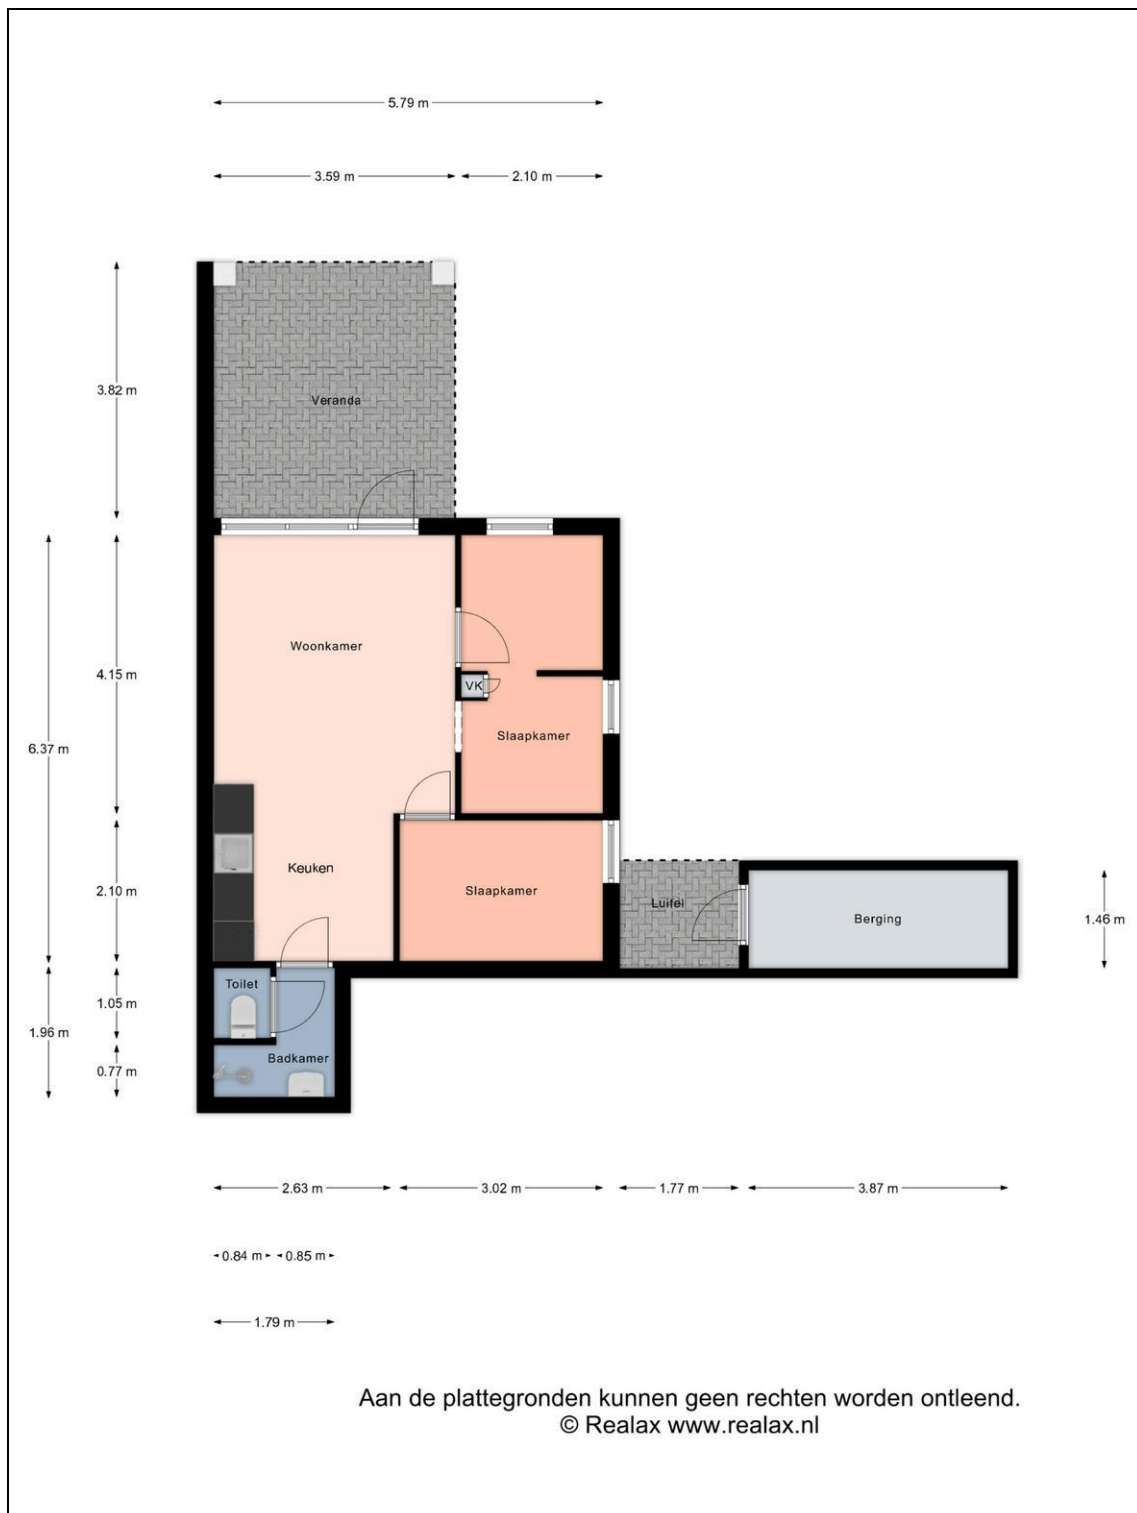 5.79 m
3.59 m
2.10 m
3.82 m
Veranda
Woonkamer
4.15 m
VK
Slaapkamer
6.37 m
Keuken
Slaapkamer
2.10 m
Luifel
Berging
1.46 m
Toilet
1.05 m
1.96 m
Badkamer
0.77 m
2.63 m
3.02 m
1.77 m
3.87 m
0.84 m
0.85 m
1.79 m
Aan de plattegronden kunnen geen rechten worden ontleend.
© Realax www.realax.nl